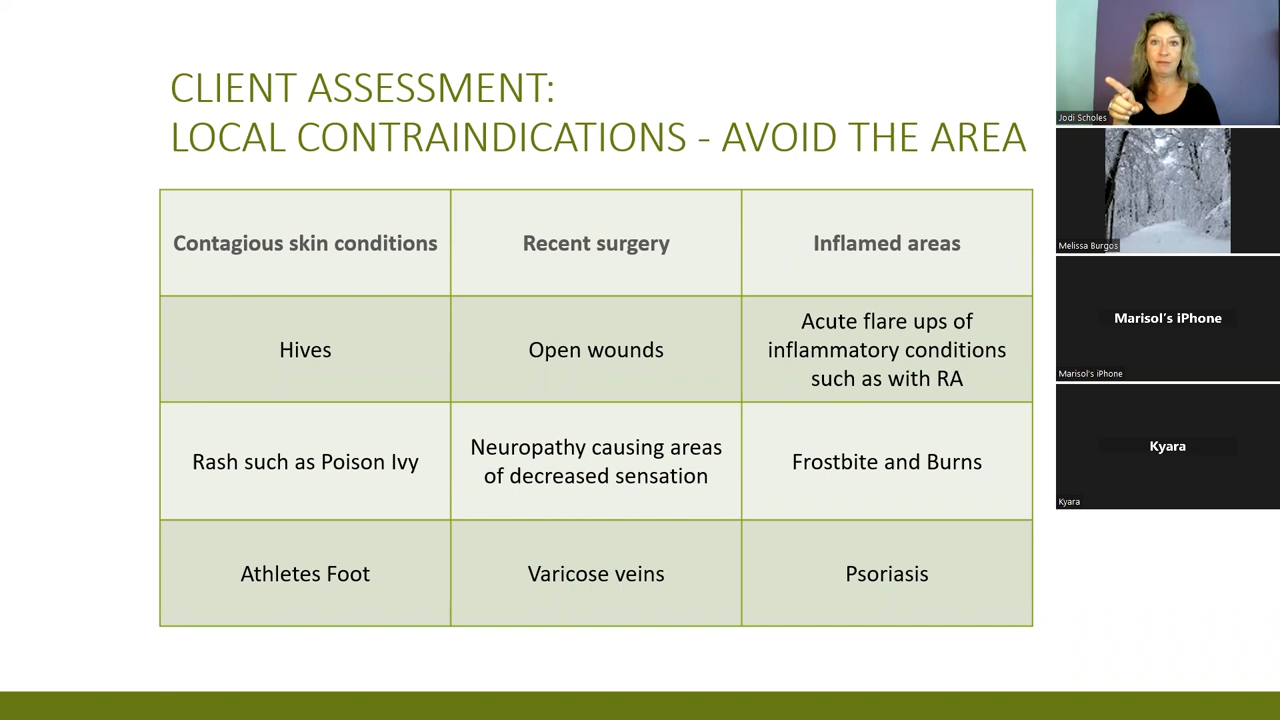 CLIENT ASSESSMENT:
LOCAL CONTRAINDICATIONS - AVOID THE AREA
Contagious skin conditions
Recent surgery
Inflamed areas
Hives
Open wounds
Acute flare ups of
inflammatory conditions
such as with RA
Rash such as Poison Ivy
Neuropathy causing areas
of decreased sensation
Frostbite and Burns
Athletes Foot
Varicose veins
Psoriasis
Jodi Scholes
Melissa Burgos
Marisol's iPhone
Marisol's iPhone
Kyara
Kyara